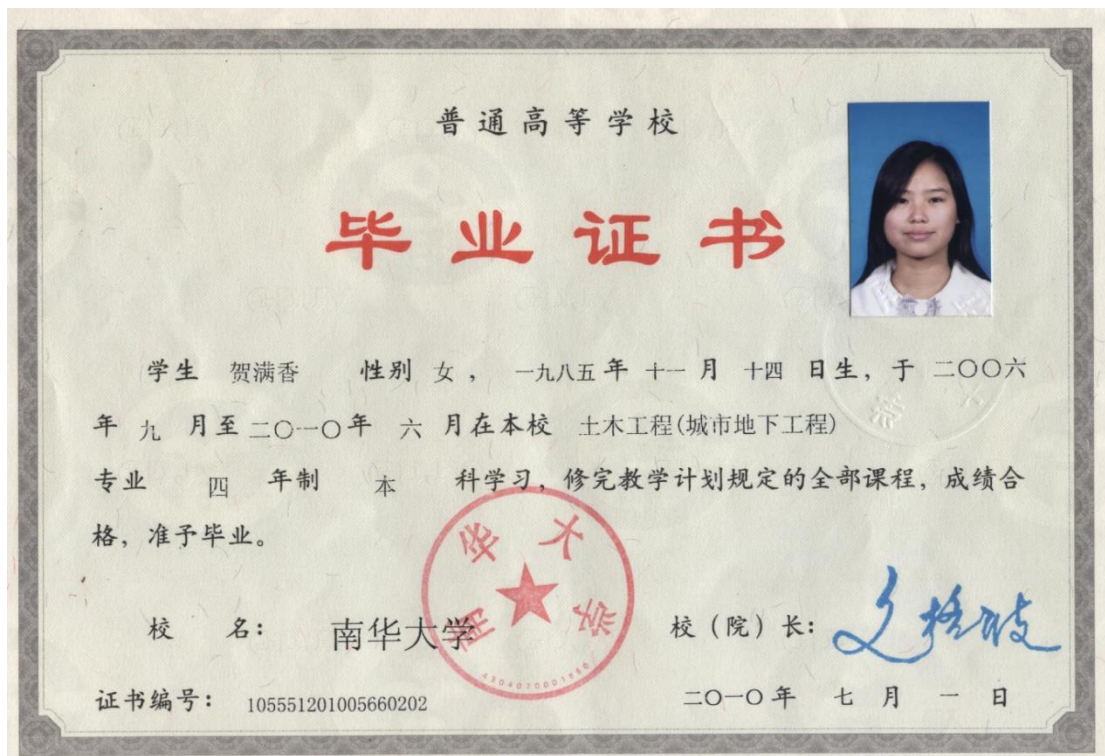 普通高等学校
毕业证书
学生 贺满香 性别 女 ， 一九八五 年 十一 月 十四 日生，于 二〇〇六
年 九 月至 二〇一〇 年 六 月在本校 土木工程(城市地下工程)
专业 四 年制 本 科学习，修完教学计划规定的全部课程，成绩合
格，准予毕业。
南华大学
校 名： 南华大学 校（院）长：
证书编号： 105551201005660202 二〇一〇 年 七 月 一 日